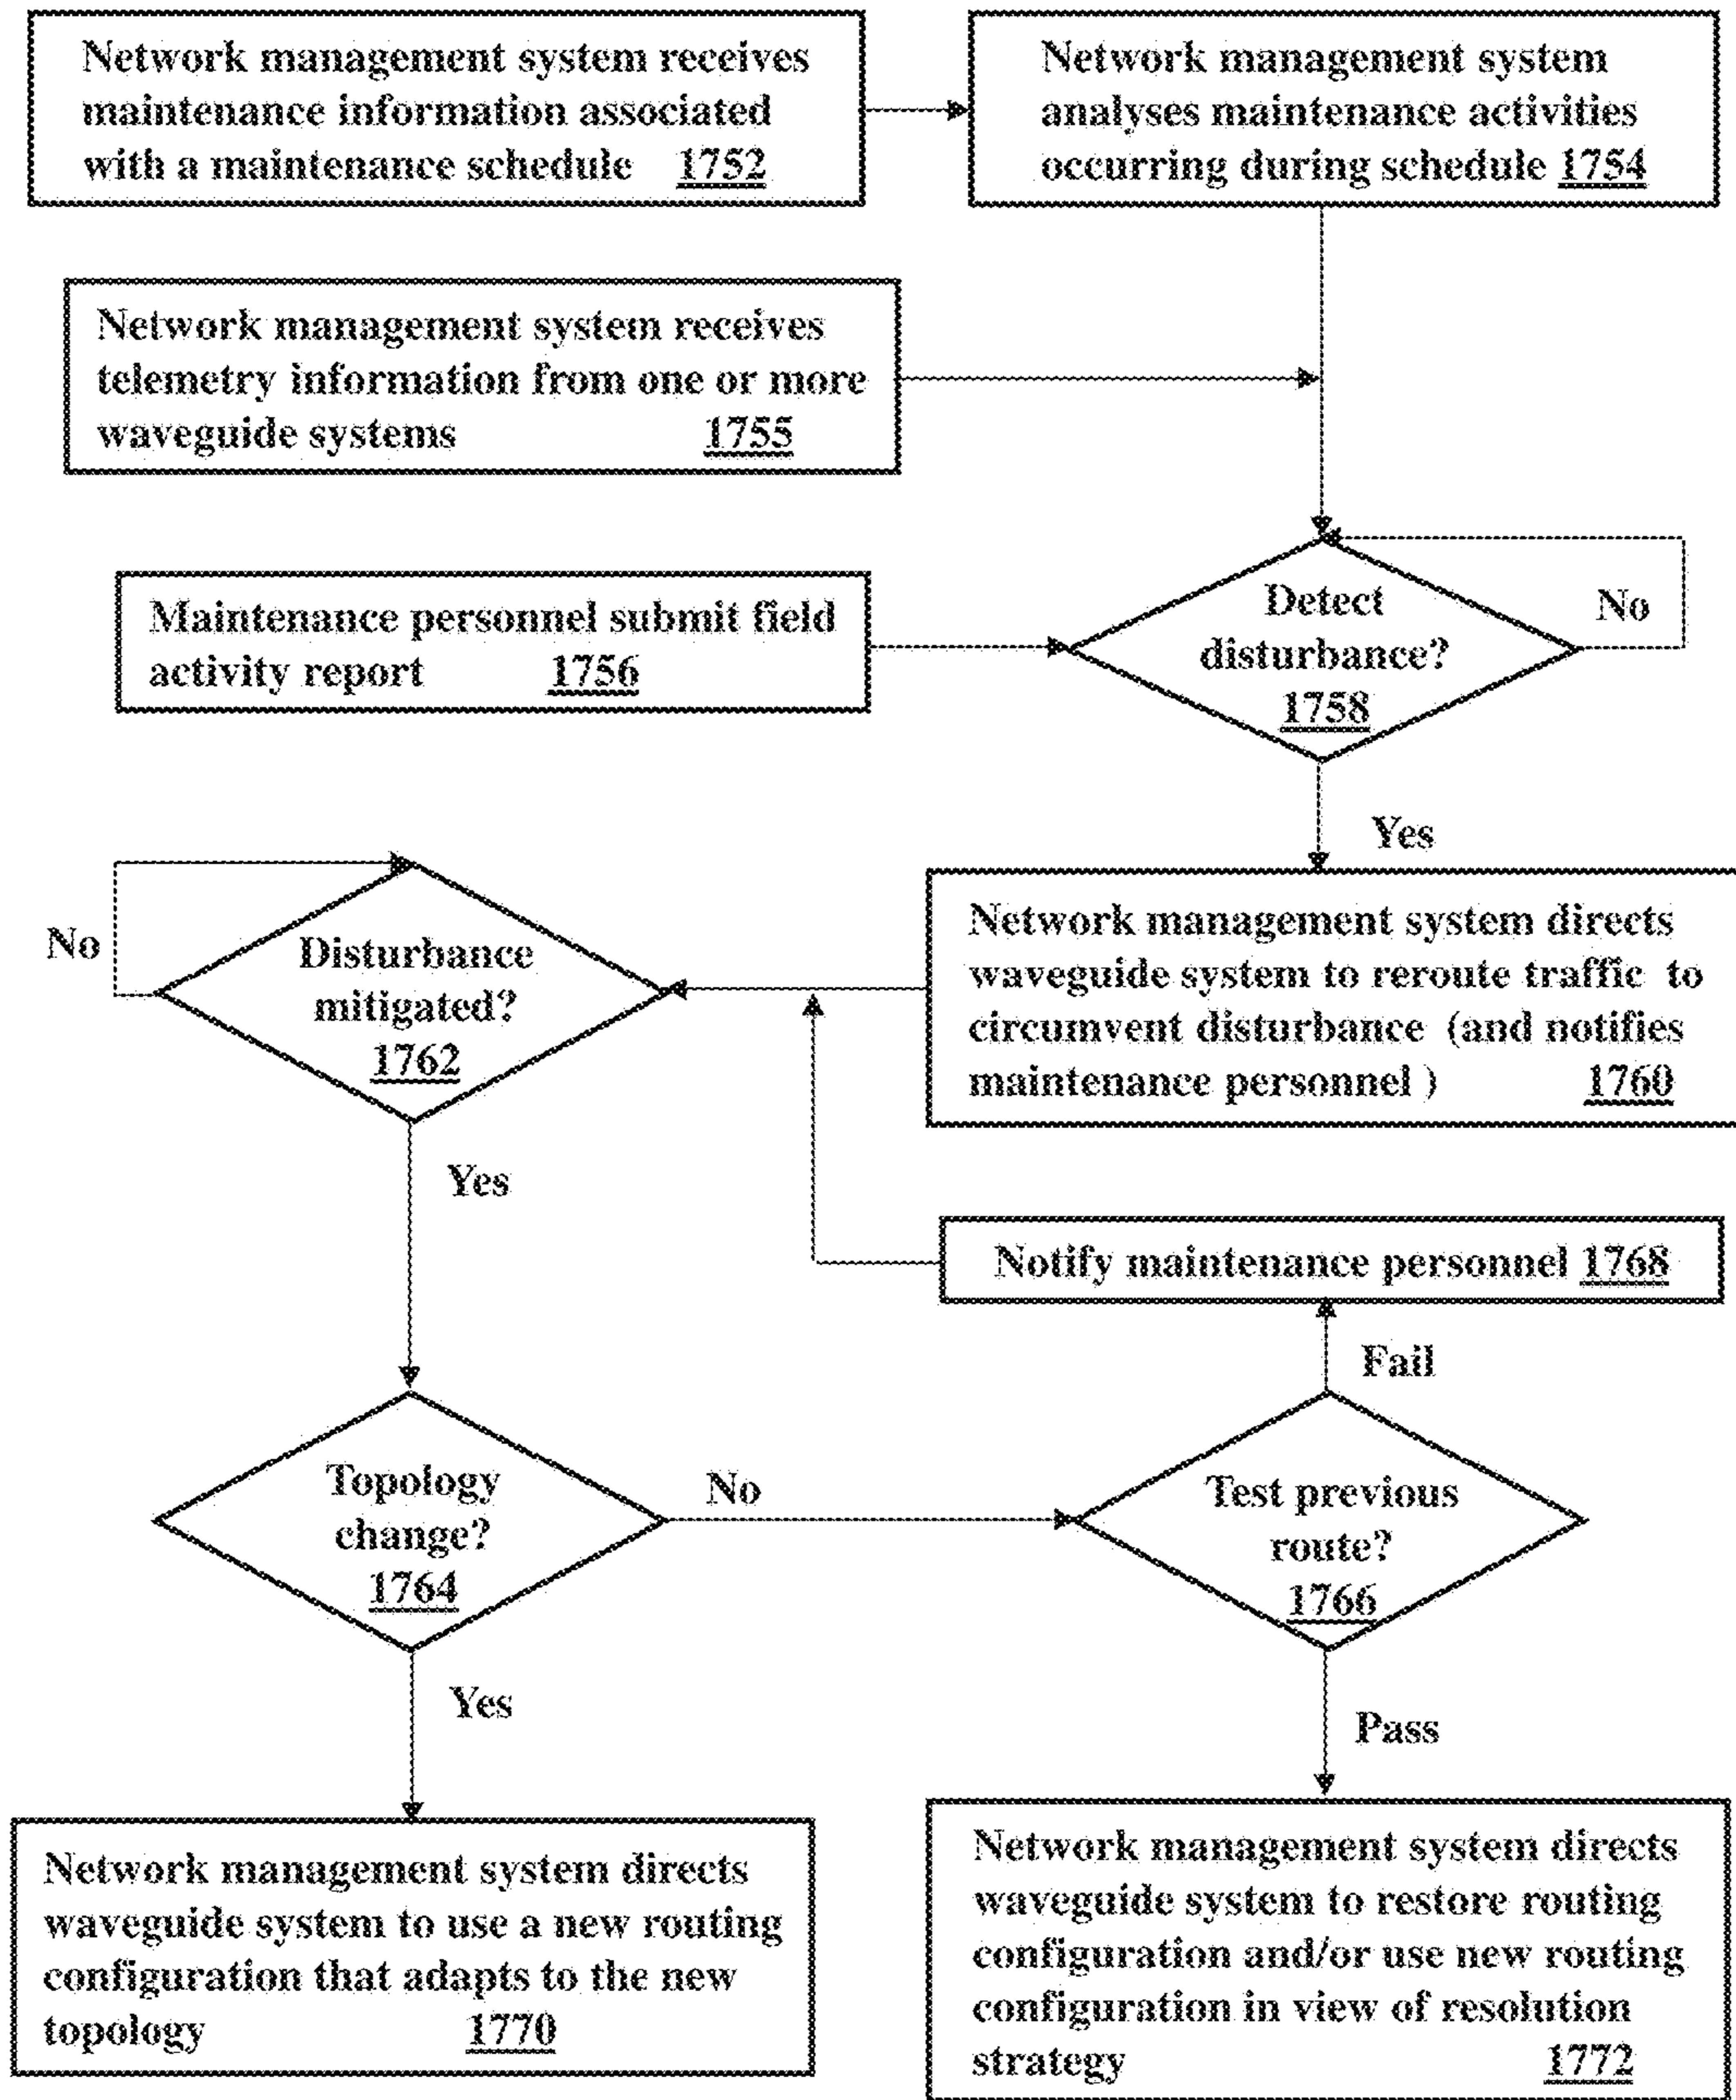 Network management system receives
maintenance information associated
with a maintenance schedule 1752
Network management system
analyses maintenance activities
occurring during schedule 1754
Network management system receives
telemetry information from one or more
waveguide systems 1755
Maintenance personnel submit field
activity report 1756
Detect
disturbance?
1758
No
Yes
Network management system directs
waveguide system to reroute traffic to
circumvent disturbance (and notifies
maintenance personnel ) 1760
Disturbance
mitigated?
1762
No
Yes
Notify maintenance personnel 1768
Fail
Topology
change?
1764
No
Test previous
route?
1766
Yes
Pass
Network management system directs
waveguide system to use a new routing
configuration that adapts to the new
topology 1770
Network management system directs
waveguide system to restore routing
configuration and/or use new routing
configuration in view of resolution
strategy 1772